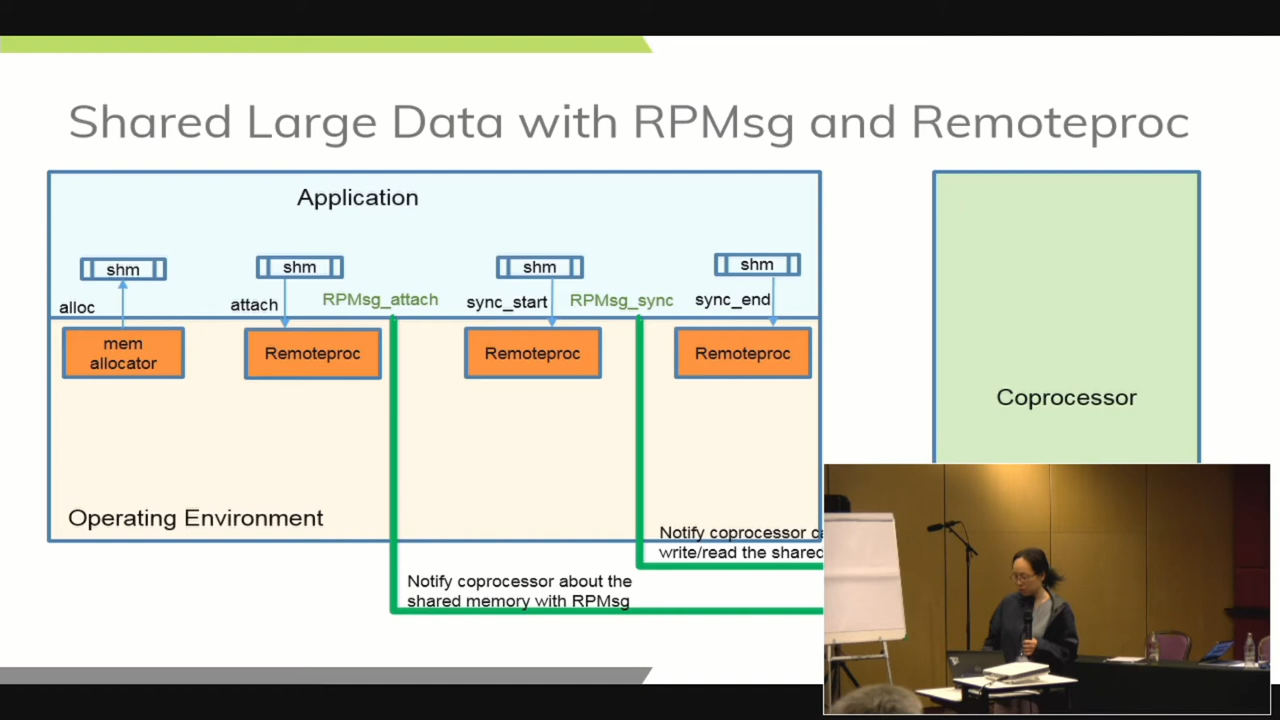 Shared Large Data with RPMsg and Remoteproc
Application
shm
shm
shm
shm
alloc
attach
RPMsg_attach
sync_start
RPMsg_sync
sync_end
mem
allocator
Remoteproc
Remoteproc
Remoteproc
Coprocessor
Operating Environment
Notify coprocessor
write/read the shared
Notify coprocessor about the
shared memory with RPMsg